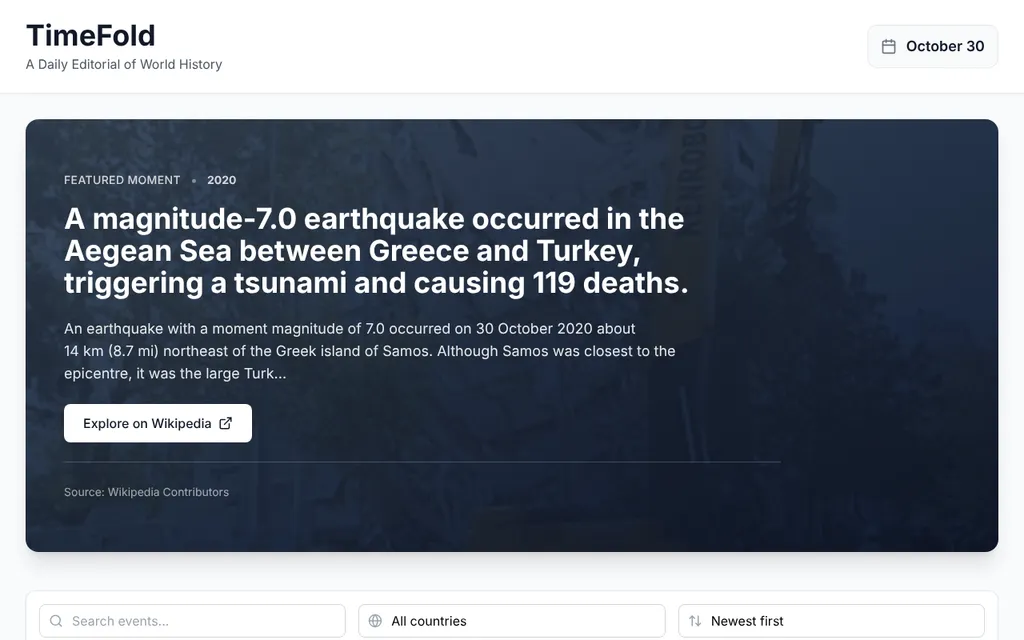 TimeFold
A Daily Editorial of World History
October 30
FEATURED MOMENT • 2020
A magnitude-7.0 earthquake occurred in the
Aegean Sea between Greece and Turkey,
triggering a tsunami and causing 119 deaths.
An earthquake with a moment magnitude of 7.0 occurred on 30 October 2020 about
14 km (8.7 mi) northeast of the Greek island of Samos. Although Samos was closest to the
epicentre, it was the large Turk...
Explore on Wikipedia
Source: Wikipedia Contributors
Search events...
All countries
Newest first